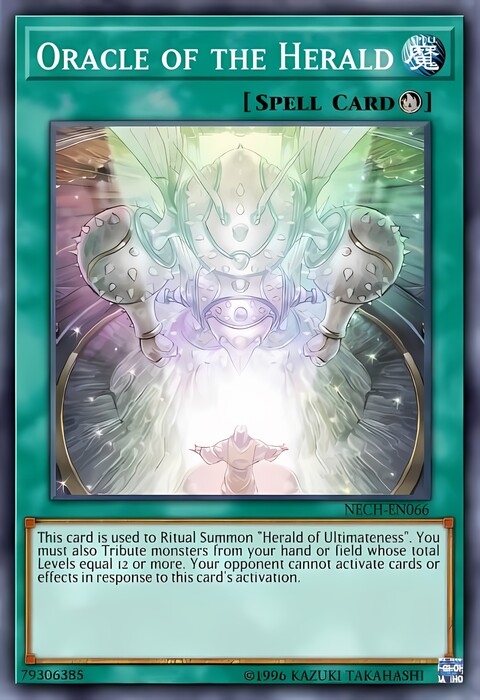 Oracle of the Herald
[Spell Card]
NECH-EN066
This card is used to Ritual Summon "Herald of Ultimateness". You
must also Tribute monsters from your hand or field whose total
Levels equal 12 or more. Your opponent cannot activate cards or
effects in response to this card's activation.
79306385
©1996 KAZUKI TAKAHASHI